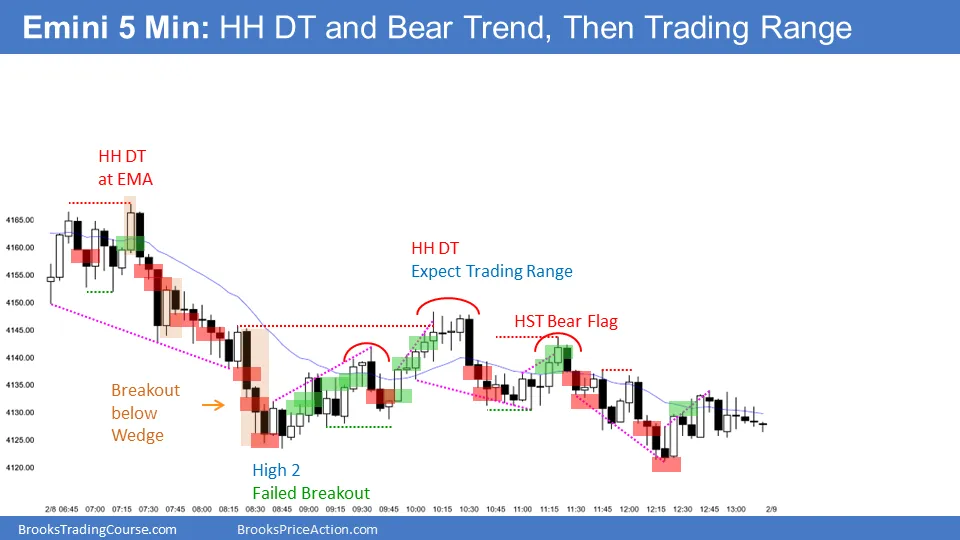 Emini 5 Min: HH DT and Bear Trend, Then Trading Range
HH DT
at EMA
HH DT
Expect Trading Range
HST Bear Flag
Breakout
below
Wedge
High 2
Failed Breakout
4165.00
4160.00
4155.00
4150.00
4145.00
4140.00
4135.00
4130.00
4125.00
4120.00
2/8 06:45 07:00 07:15 07:30 07:45 08:00 08:15 08:30 08:45 09:00 09:15 09:30 09:45 10:00 10:15 10:30 10:45 11:00 11:15 11:30 11:45 12:00 12:15 12:30 12:45 13:00 2/9
BrooksTradingCourse.com BrooksPriceAction.com